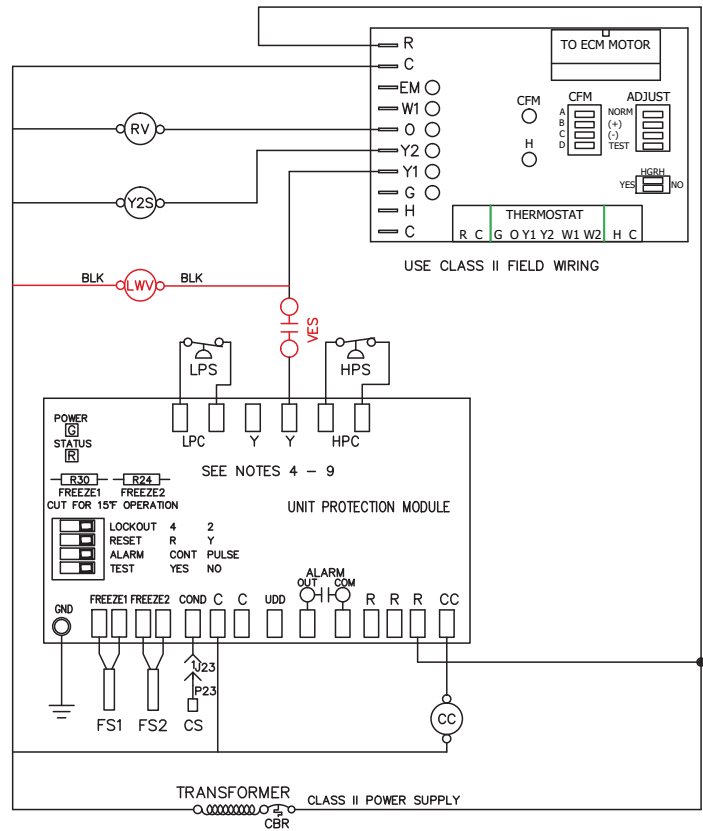 R
C
EM
W1
O
Y2
Y1
G
H
C
TO ECM MOTOR
CFM
H
CFM
A
B
C
D
ADJUST
NORM
(+)
(-)
TEST
HGRH
YES NO
THERMOSTAT
R C G O Y1 Y2 W1 W2 H C
USE CLASS II FIELD WIRING
RV
Y2S
BLK LWV BLK
VES
LPS
HPS
LPC Y Y HPC
POWER
G
STATUS
R
SEE NOTES 4 – 9
R30 R24
FREEZE1 FREEZE2
CUT FOR 15°F OPERATION
UNIT PROTECTION MODULE
LOCKOUT 4 2
RESET R Y
ALARM CONT PULSE
TEST YES NO
ALARM
OUT COM
GND
FREEZE1 FREEZE2 COND C C UDD R R R CC
1
J23
P23
FS1 FS2 CS
CC
TRANSFORMER
CLASS II POWER SUPPLY
CBR